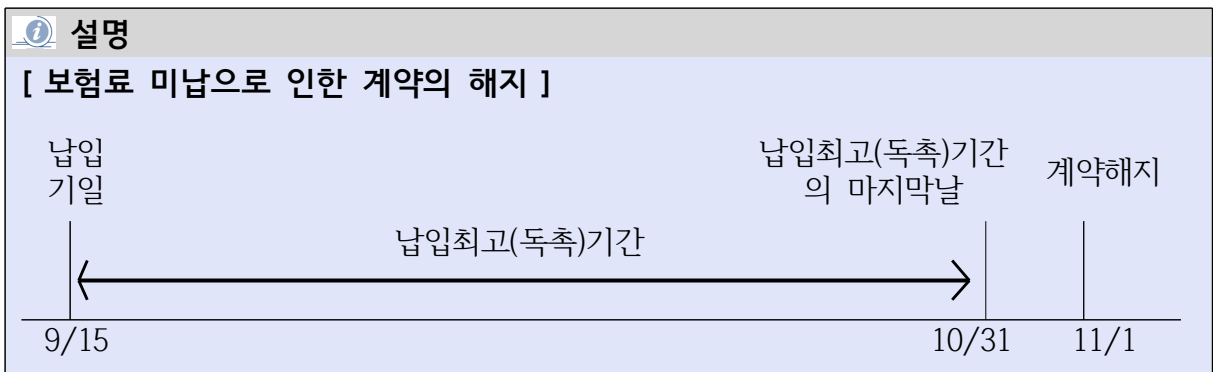 설명
[ 보험료 미납으로 인한 계약의 해지 ]
납입
기일
납입최고(독촉)기간
의 마지막날
계약해지
납입최고(독촉)기간
9/15
10/31
11/1